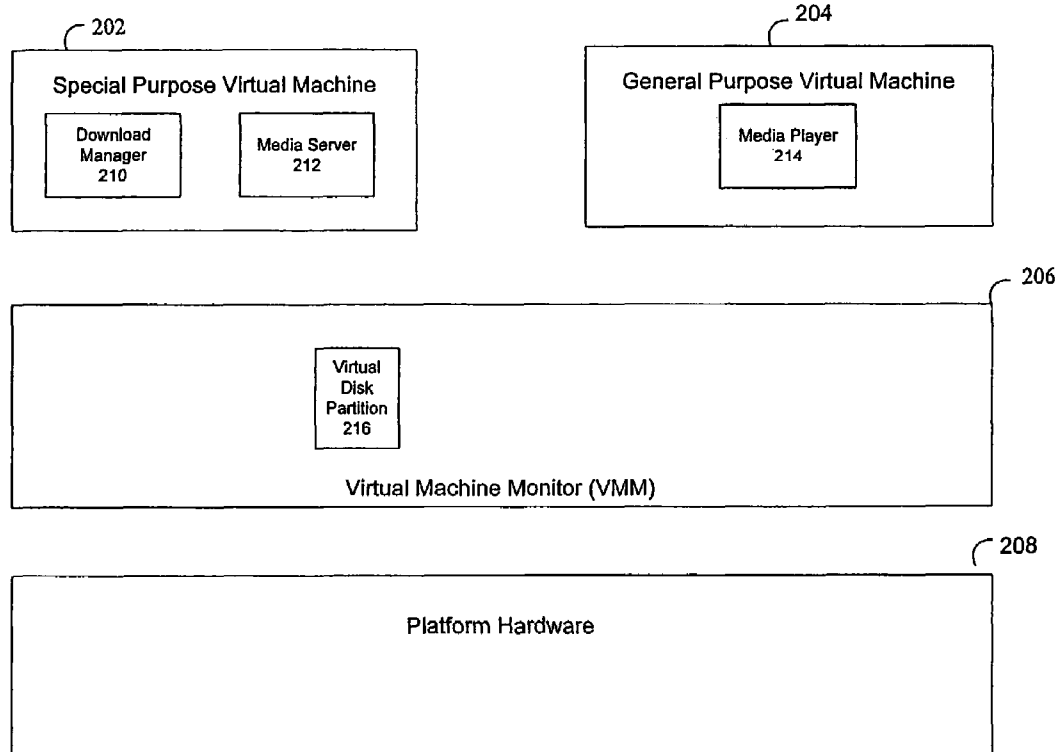 202
204
Special Purpose Virtual Machine
General Purpose Virtual Machine
Download
Manager
210
Media Server
212
Media Player
214
206
Virtual
Disk
Partition
216
Virtual Machine Monitor (VMM)
208
Platform Hardware